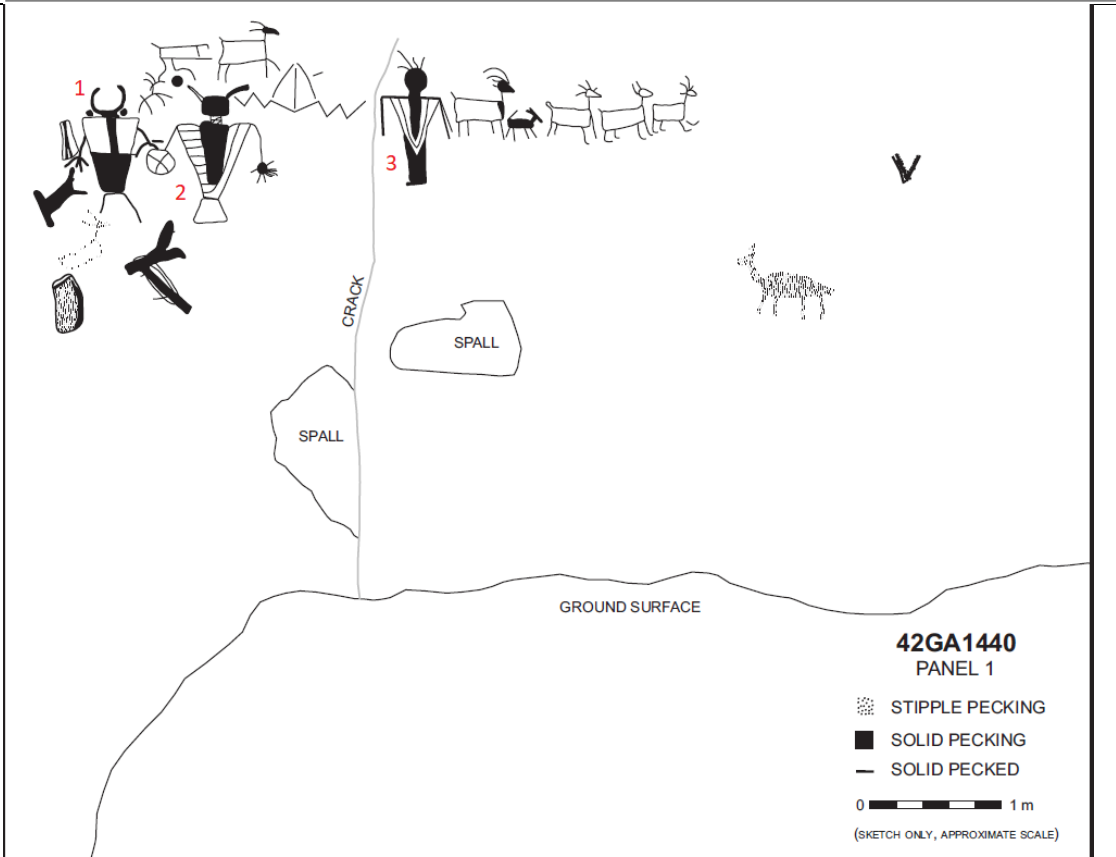 1
2
3
CRACK
SPALL
SPALL
GROUND SURFACE
42GA1440
PANEL 1
STIPPLE PECKING
SOLID PECKING
SOLID PECKED
0 1 m
(SKETCH ONLY, APPROXIMATE SCALE)